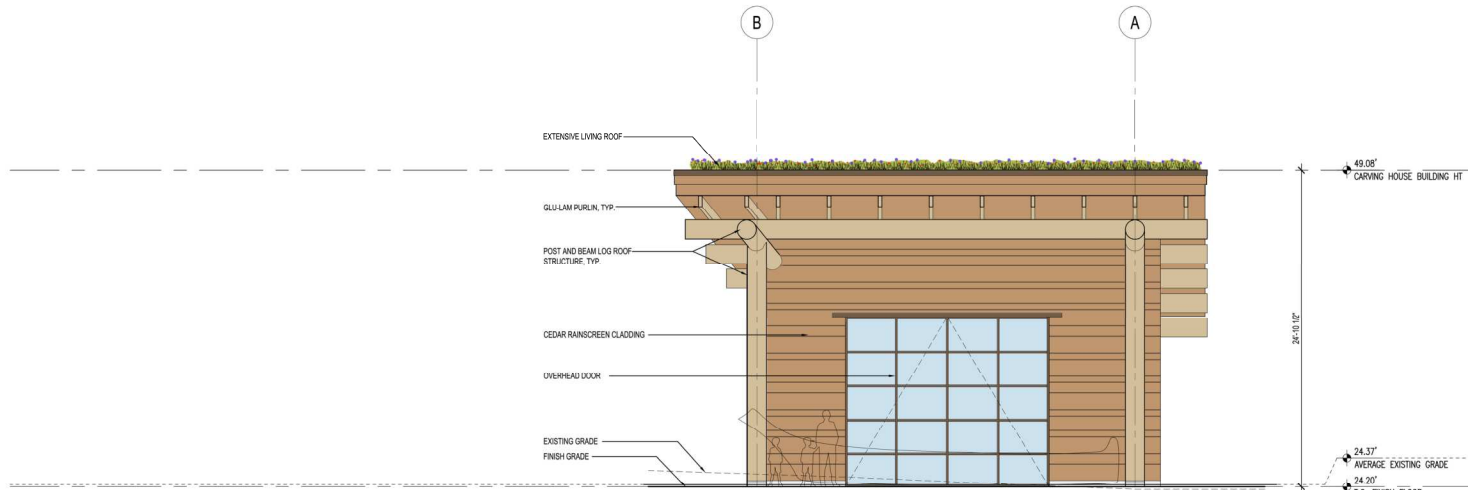 B
A
EXTENSIVE LIVING ROOF
49.08'
CARVING HOUSE BUILDING HT
GLU-LAM PURLIN, TYP.
POST AND BEAM LOG ROOF
STRUCTURE, TYP.
24'-10 1/2"
CEDAR RAINSCREEN CLADDING
OVERHEAD DOOR
EXISTING GRADE
FINISH GRADE
24.37'
AVERAGE EXISTING GRADE
24.20'
FINISH FLOOR